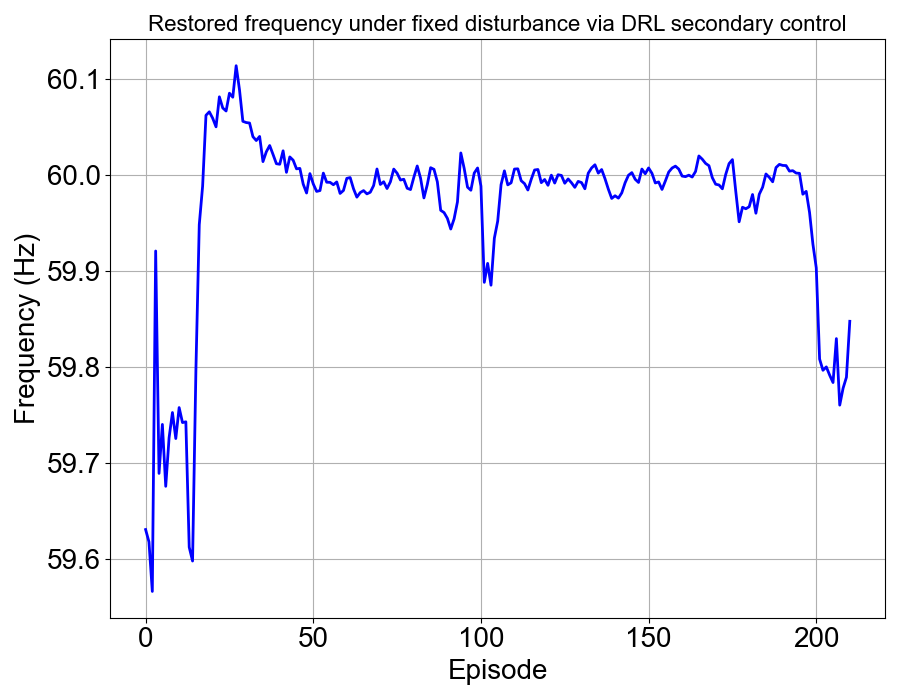 Restored frequency under fixed disturbance via DRL secondary control
60.1
60.0
59.9
59.8
59.7
59.6
Frequency (Hz)
0 50 100 150 200
Episode